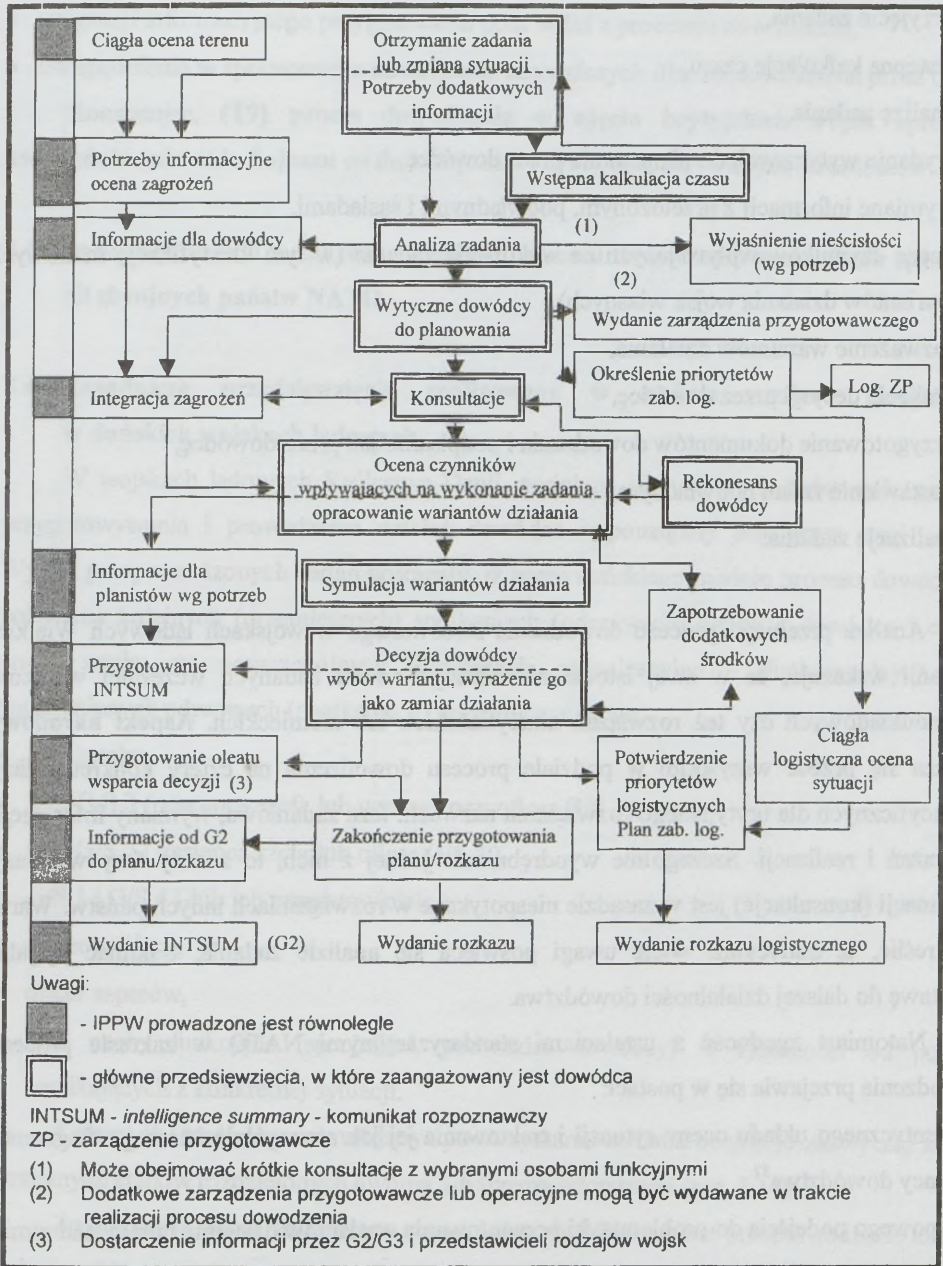 Ciągła ocena terenu
Otrzymanie zadania
lub zmiana sytuacji
Potrzeby dodatkowych
informacji
Potrzeby informacyjne
ocena zagrożeń
Wstępna kalkulacja czasu
Informacje dla dowódcy
Analiza zadania
(1)
Wyjaśnienie nieścisłości
(wg potrzeb)
(2)
Wytyczne dowódcy
do planowania
Wydanie zarządzenia przygotowawczego
Integracja zagrożeń
Konsultacje
Określenie priorytetów
zab. log.
Log. ZP
Ocena czynników
wpływających na wykonanie zadania
opracowanie wariantów działania
Rekonesans
dowódcy
Informacje dla
planistów wg potrzeb
Symulacja wariantów działania
Zapotrzebowanie
dodatkowych
środków
Przygotowanie
INTSUM
Decyzja dowódcy
wybór wariantu, wyrażenie go
jako zamiar działania
Przygotowanie oleatu
wsparcia decyzji (3)
Potwierdzenie
priorytetów
logistycznych
Plan zab. log.
Ciągła
logistyczna ocena
sytuacji
Informacje od G2
do planu/rozkazu
Zakończenie przygotowania
planu/rozkazu
Wydanie INTSUM
(G2)
Wydanie rozkazu
Wydanie rozkazu logistycznego
Uwagi:
- IPPW prowadzone jest równolegle
- główne przedsięwzięcia, w które zaangażowany jest dowódca
INTSUM - intelligence summary - komunikat rozpoznawczy
ZP - zarządzenie przygotowawcze
(1) Może obejmować krótkie konsultacje z wybranymi osobami funkcyjnymi
(2) Dodatkowe zarządzenia przygotowawcze lub operacyjne mogą być wydawane w trakcie
realizacji procesu dowodzenia
(3) Dostarczenie informacji przez G2/G3 i przedstawicieli rodzajów wojsk